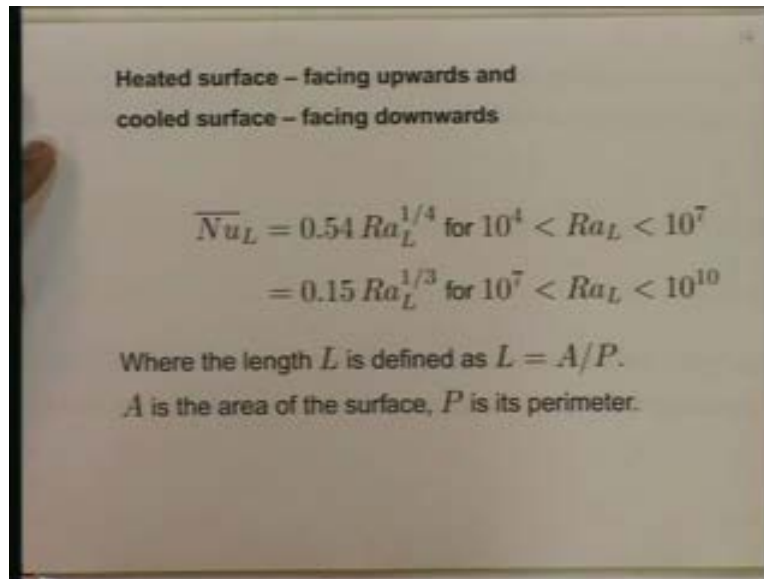 Heated surface – facing upwards and
cooled surface – facing downwards
$\overline{Nu}_L = 0.54 \, Ra_L^{1/4}$ for $10^4 < Ra_L < 10^7$
$= 0.15 \, Ra_L^{1/3}$ for $10^7 < Ra_L < 10^{10}$
Where the length $L$ is defined as $L = A/P$.
$A$ is the area of the surface, $P$ is its perimeter.